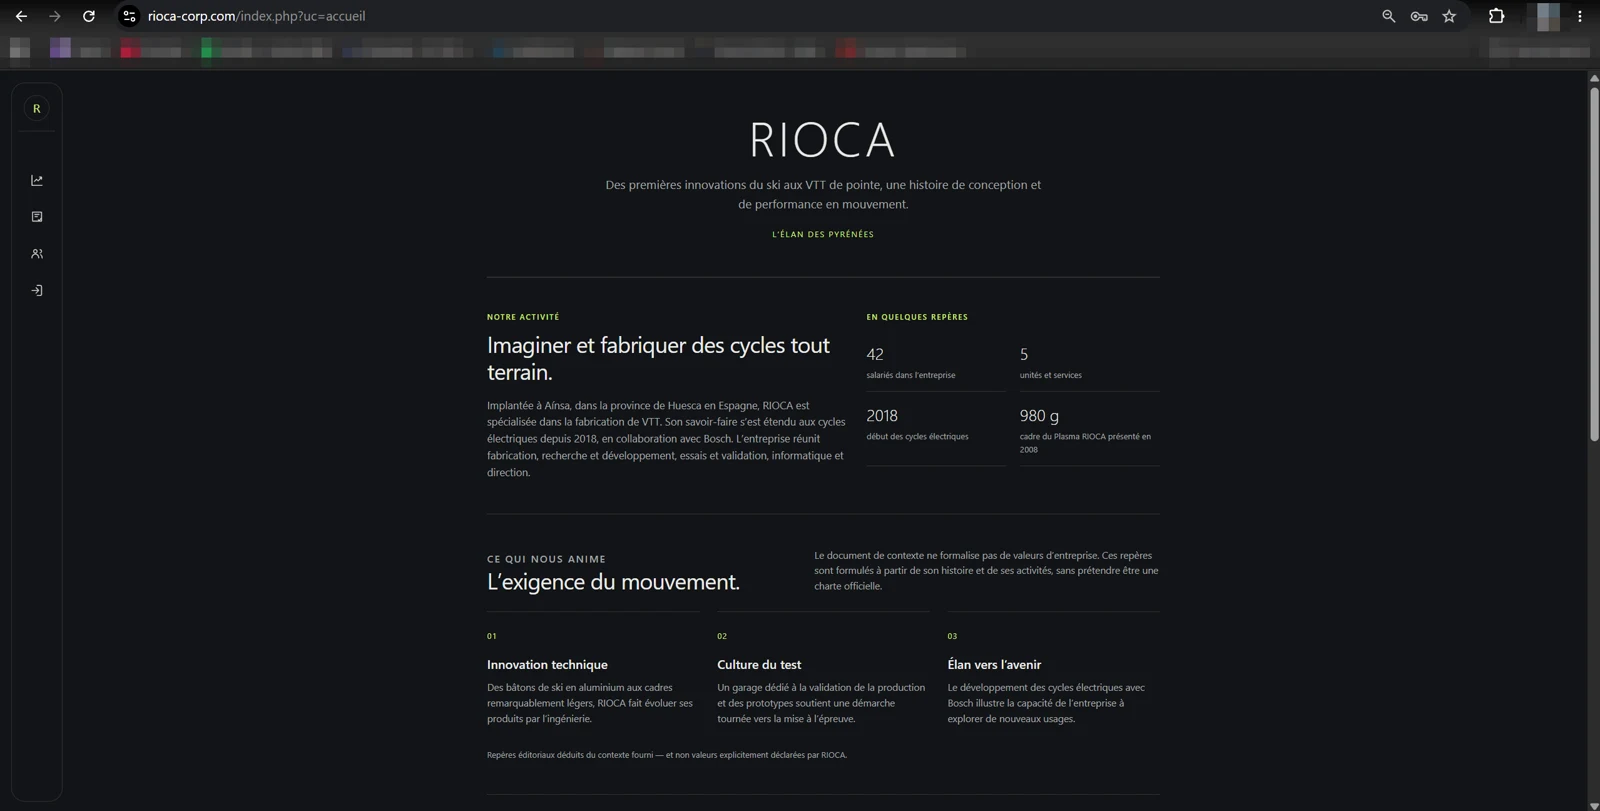 rioca-corp.com/index.php?uc=accueil
R
RIOCA
Des premières innovations du ski aux VTT de pointe, une histoire de conception et
de performance en mouvement.
L'ÉLAN DES PYRÉNÉES
NOTRE ACTIVITÉ
Imaginer et fabriquer des cycles tout
terrain.
Implantée à Aínsa, dans la province de Huesca en Espagne, RIOCA est
spécialisée dans la fabrication de VTT. Son savoir-faire s'est étendu aux cycles
électriques depuis 2018, en collaboration avec Bosch. L'entreprise réunit
fabrication, recherche et développement, essais et validation, informatique et
direction.
EN QUELQUES REPÈRES
42
salariés dans l'entreprise
5
unités et services
2018
début des cycles électriques
980 g
cadre du Plasma RIOCA présenté en
2008
CE QUI NOUS ANIME
L'exigence du mouvement.
Le document de contexte ne formalise pas de valeurs d'entreprise. Ces repères
sont formulés à partir de son histoire et de ses activités, sans prétendre être une
charte officielle.
01
Innovation technique
Des bâtons de ski en aluminium aux cadres
remarquablement légers, RIOCA fait évoluer ses
produits par l'ingénierie.
02
Culture du test
Un garage dédié à la validation de la production
et des prototypes soutient une démarche
tournée vers la mise à l'épreuve.
03
Élan vers l'avenir
Le développement des cycles électriques avec
Bosch illustre la capacité de l'entreprise à
explorer de nouveaux usages.
Repères éditoriaux déduits du contexte fourni — et non valeurs explicitement déclarées par RIOCA.